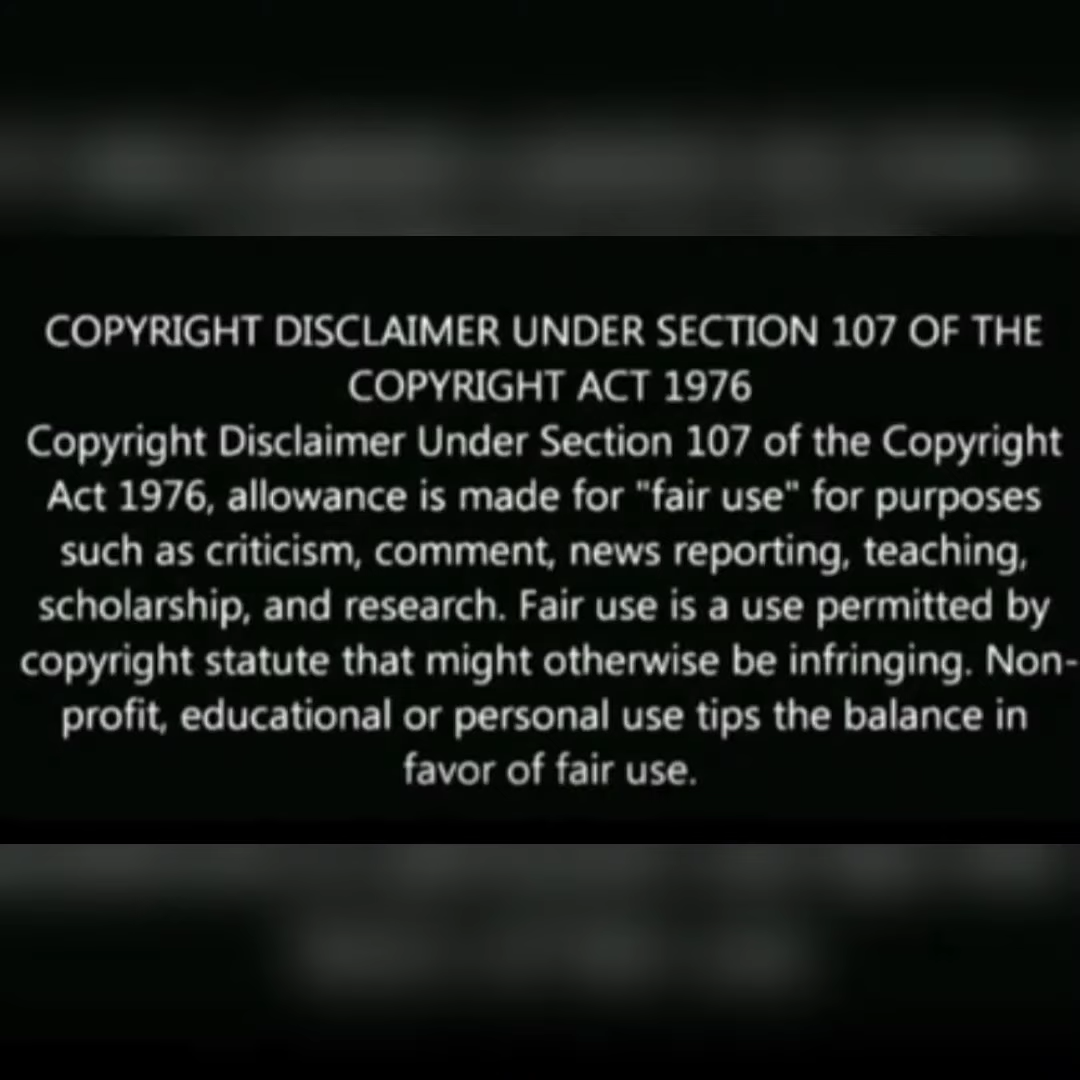 COPYRIGHT DISCLAIMER UNDER SECTION 107 OF THE
COPYRIGHT ACT 1976
Copyright Disclaimer Under Section 107 of the Copyright
Act 1976, allowance is made for "fair use" for purposes
such as criticism, comment, news reporting, teaching,
scholarship, and research. Fair use is a use permitted by
copyright statute that might otherwise be infringing. Non-
profit, educational or personal use tips the balance in
favor of fair use.